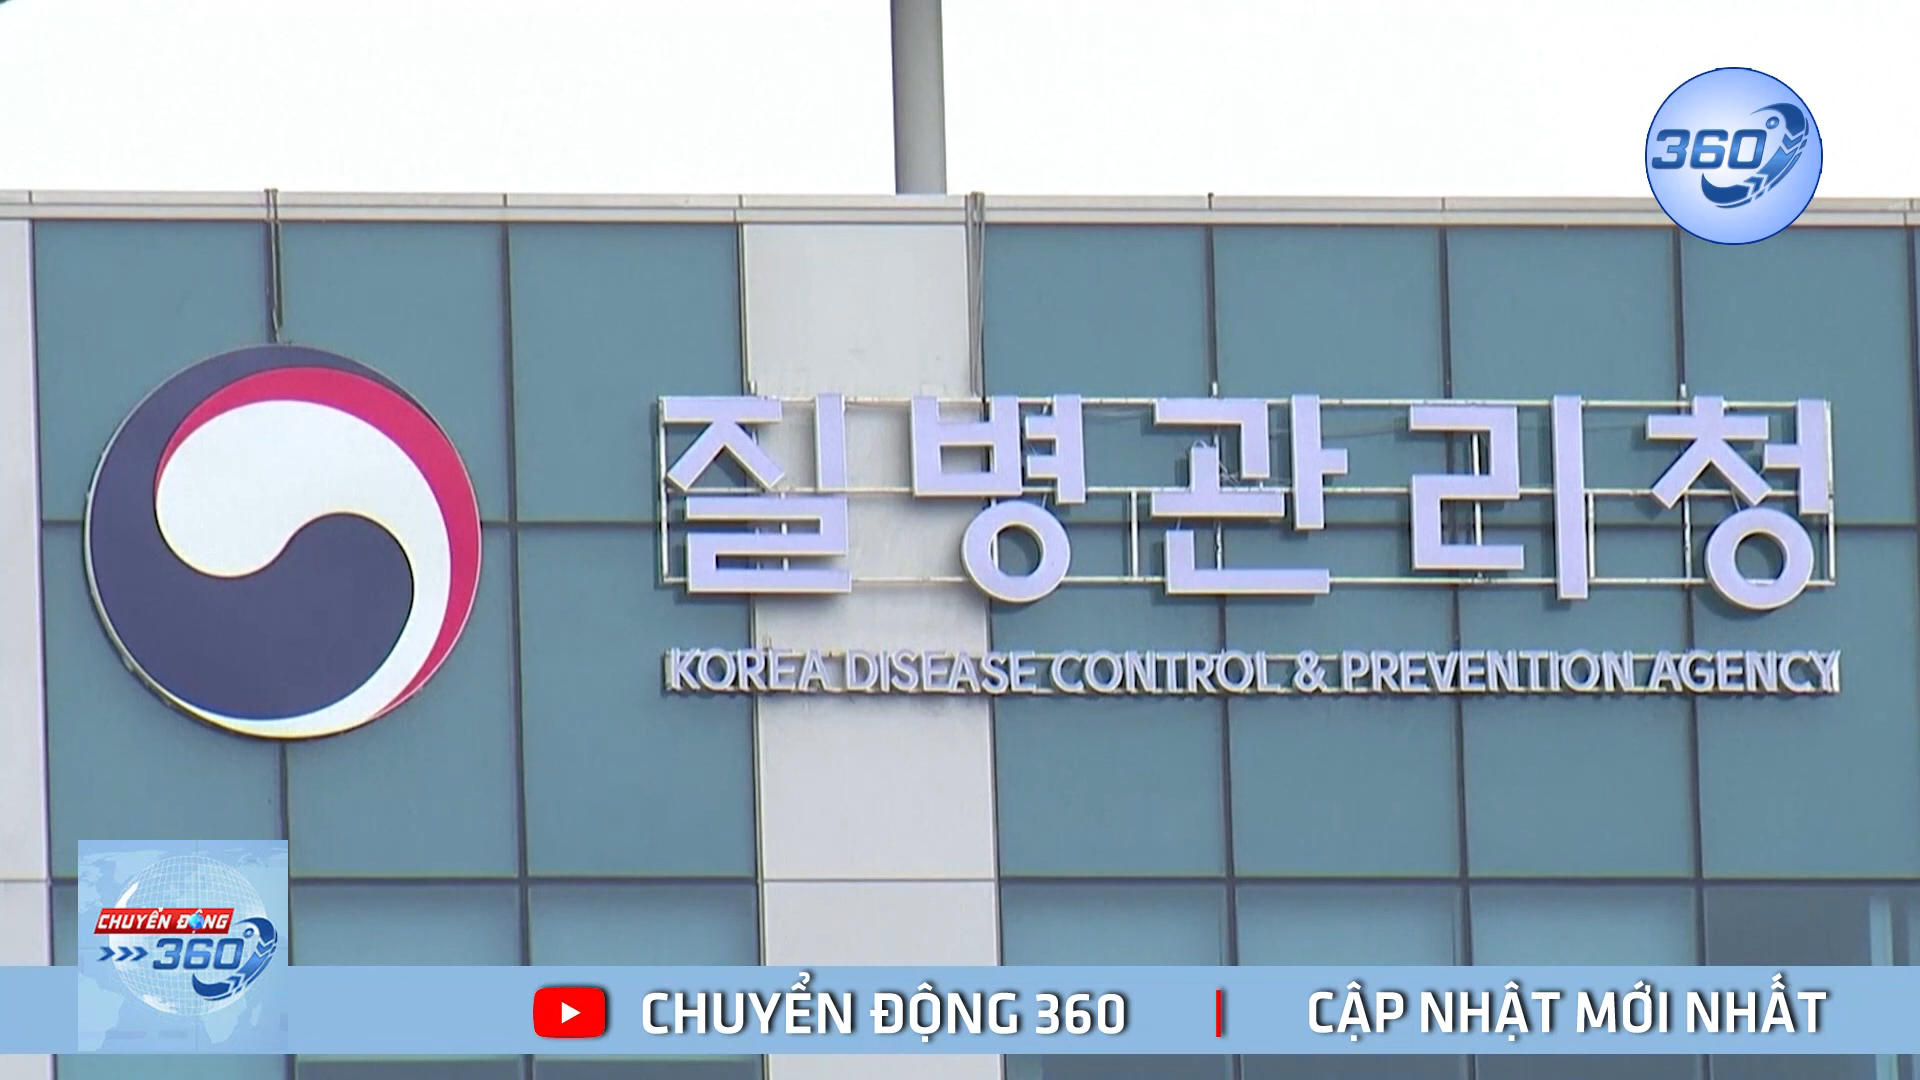 360°
질병관리청
KOREA DISEASE CONTROL & PREVENTION AGENCY
CHUYỂN ĐỘNG
360°
CHUYỂN ĐỘNG 360
CẬP NHẬT MỚI NHẤT